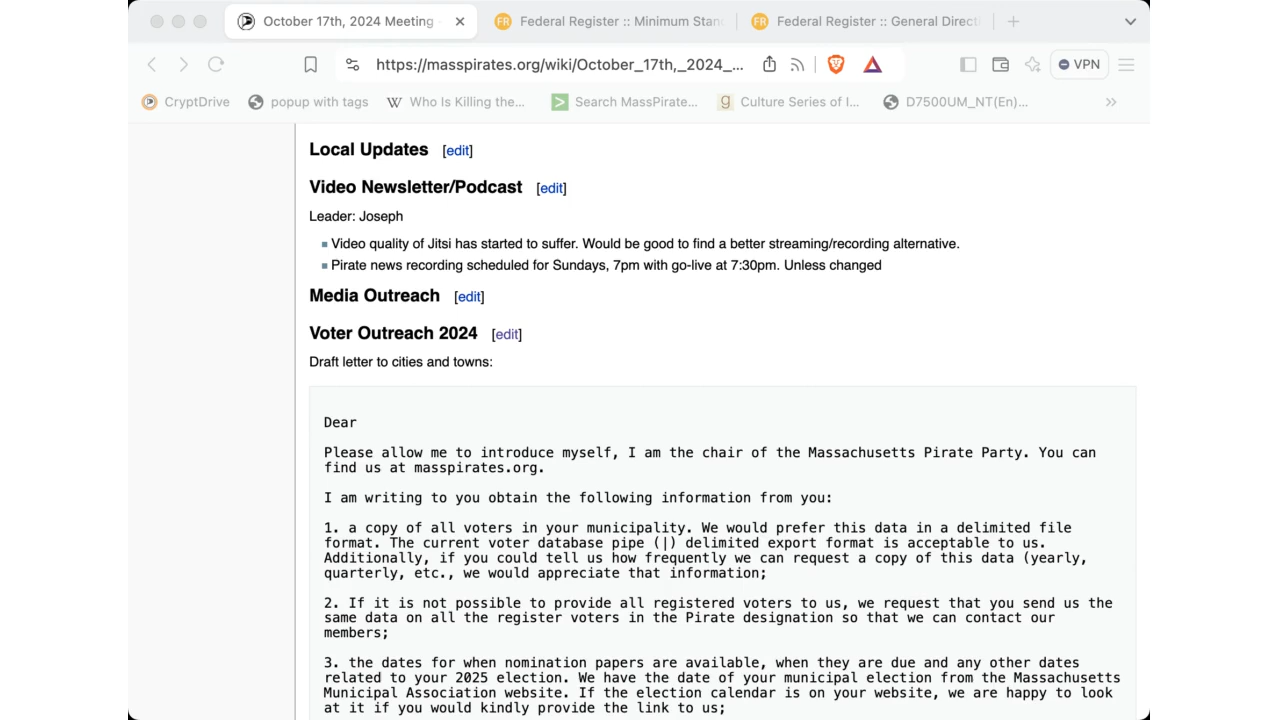 October 17th, 2024 Meeting
Federal Register :: Minimum Stan
Federal Register :: General Direct
https://masspirates.org/wiki/October_17th,_2024_...
VPN
CryptDrive
popup with tags
Who Is Killing the...
Search MassPirate...
Culture Series of I...
D7500UM_NT(En)...
Local Updates [edit]
Video Newsletter/Podcast [edit]
Leader: Joseph
Video quality of Jitsi has started to suffer. Would be good to find a better streaming/recording alternative.
Pirate news recording scheduled for Sundays, 7pm with go-live at 7:30pm. Unless changed
Media Outreach [edit]
Voter Outreach 2024 [edit]
Draft letter to cities and towns:
Dear
Please allow me to introduce myself, I am the chair of the Massachusetts Pirate Party. You can
find us at masspirates.org.
I am writing to you obtain the following information from you:
1. a copy of all voters in your municipality. We would prefer this data in a delimited file
format. The current voter database pipe (|) delimited export format is acceptable to us.
Additionally, if you could tell us how frequently we can request a copy of this data (yearly,
quarterly, etc., we would appreciate that information;
2. If it is not possible to provide all registered voters to us, we request that you send us the
same data on all the register voters in the Pirate designation so that we can contact our
members;
3. the dates for when nomination papers are available, when they are due and any other dates
related to your 2025 election. We have the date of your municipal election from the Massachusetts
Municipal Association website. If the election calendar is on your website, we are happy to look
at it if you would kindly provide the link to us;